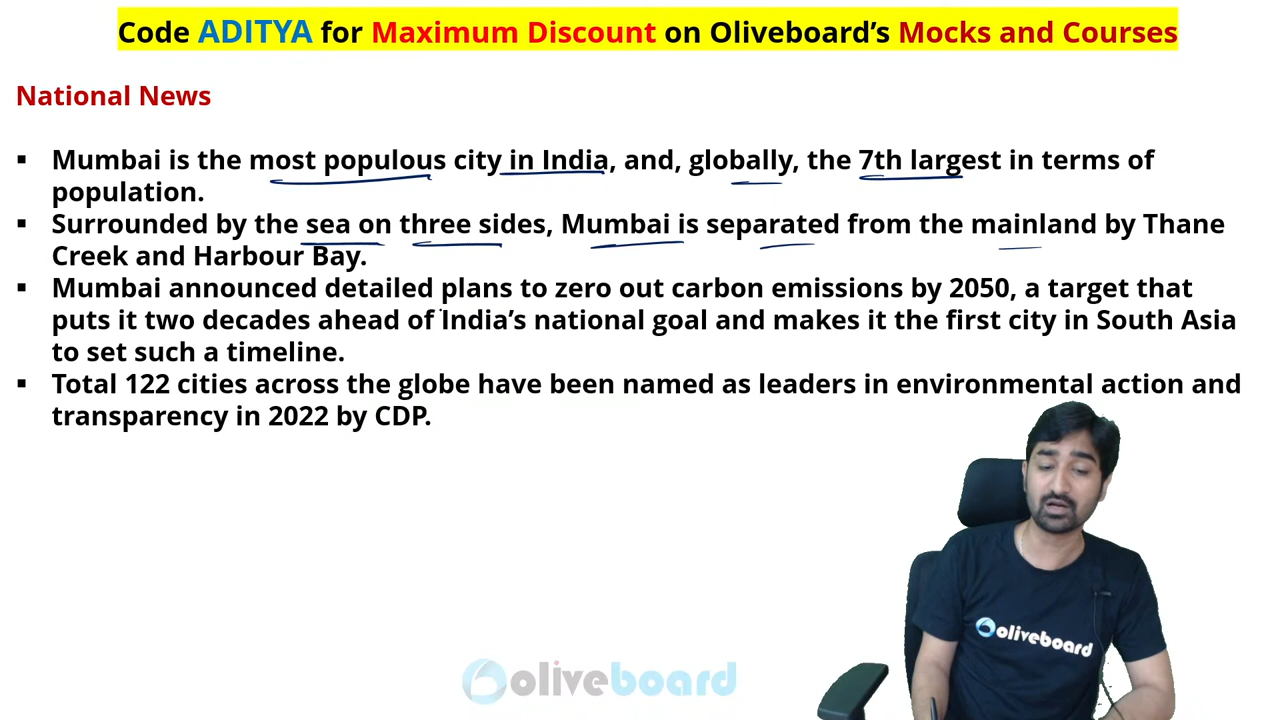 Code ADITYA for Maximum Discount on Oliveboard’s Mocks and Courses
National News
▪ Mumbai is the most populous city in India, and, globally, the 7th largest in terms of
population.
▪ Surrounded by the sea on three sides, Mumbai is separated from the mainland by Thane
Creek and Harbour Bay.
▪ Mumbai announced detailed plans to zero out carbon emissions by 2050, a target that
puts it two decades ahead of India’s national goal and makes it the first city in South Asia
to set such a timeline.
▪ Total 122 cities across the globe have been named as leaders in environmental action and
transparency in 2022 by CDP.
oliveboard
oliveboard